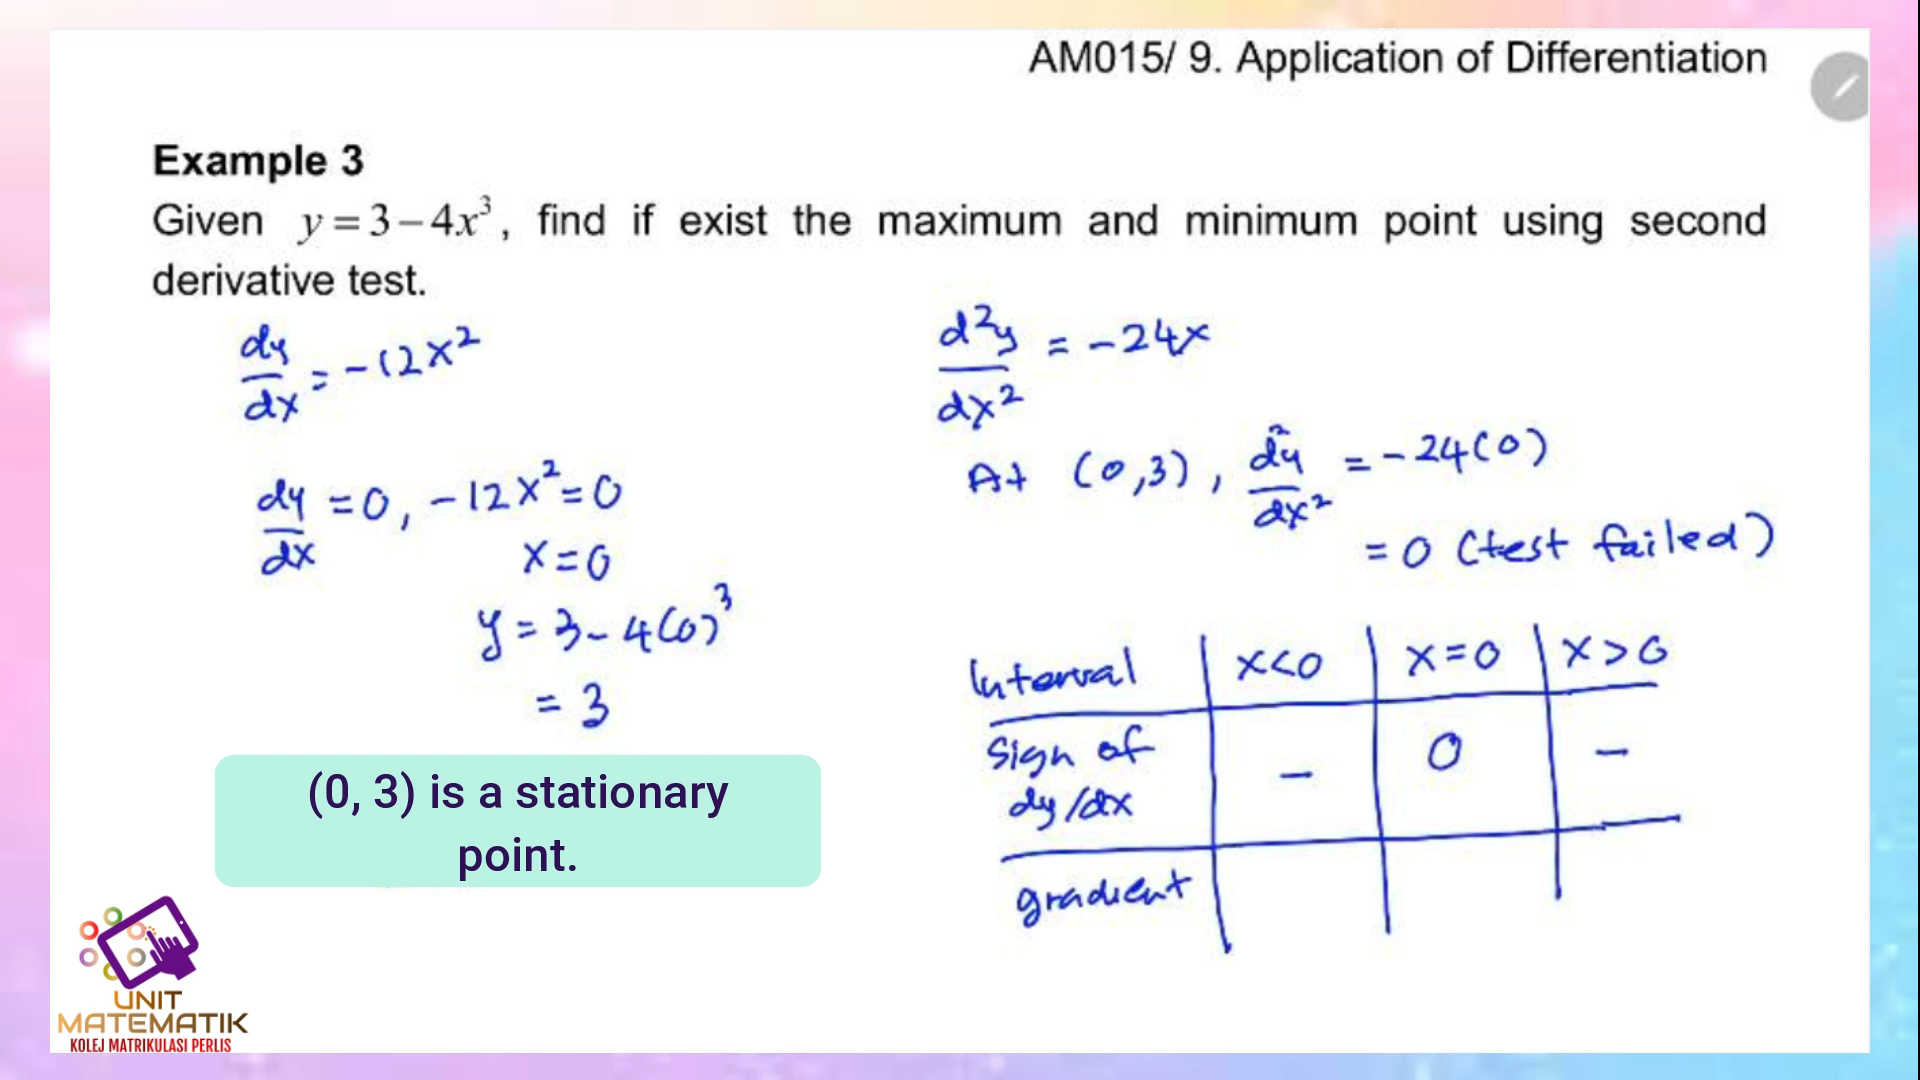 AM015/ 9. Application of Differentiation
Example 3
Given y = 3 – 4x³, find if exist the maximum and minimum point using second
derivative test.
dy/dx = -12x²
dy/dx = 0, -12x² = 0
x = 0
y = 3 - 4(0)³
= 3
(0, 3) is a stationary
point.
d²y/dx² = -24x
At (0,3), d²y/dx² = -24(0)
= 0 (test failed)
Interval | x<0 | x=0 | x>0
Sign of dy/dx | - | 0 | -
gradient
UNIT
MATEMATIK
KOLEJ MATRIKULASI PERLIS